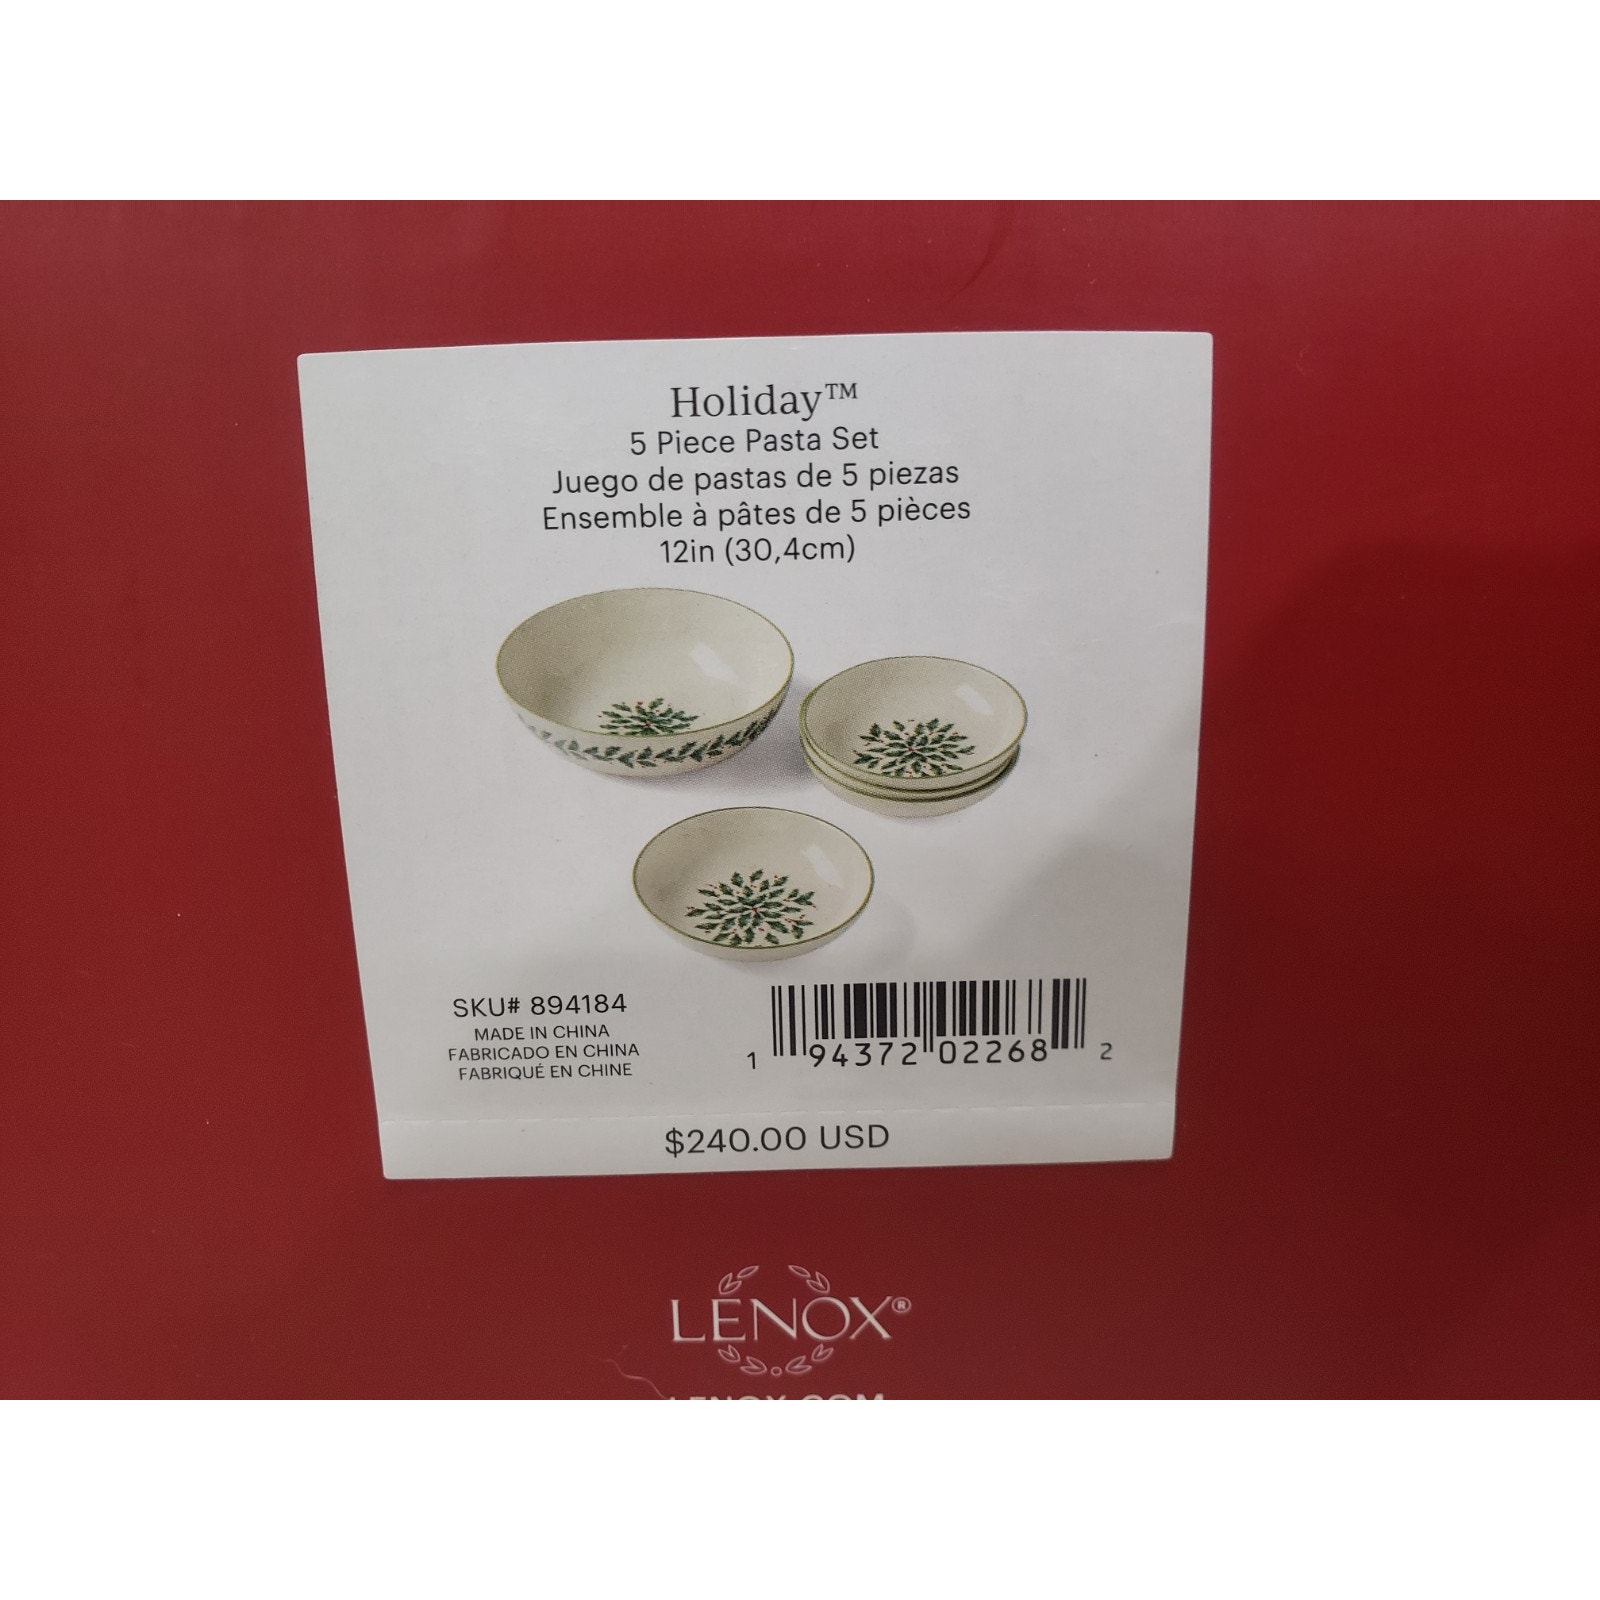 Holiday™
5 Piece Pasta Set
Juego de pastas de 5 piezas
Ensemble à pâtes de 5 pièces
12in (30,4cm)
SKU# 894184
MADE IN CHINA
FABRICADO EN CHINA
FABRIQUÉ EN CHINE
1 94372 02268 2
$240.00 USD
LENOX®
LENOX.COM